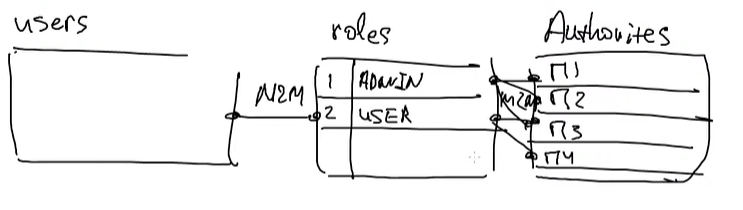 users
roles
Authorites
N2M
1 ADMIN
2 USER
M2M
П1
П2
П3
П4